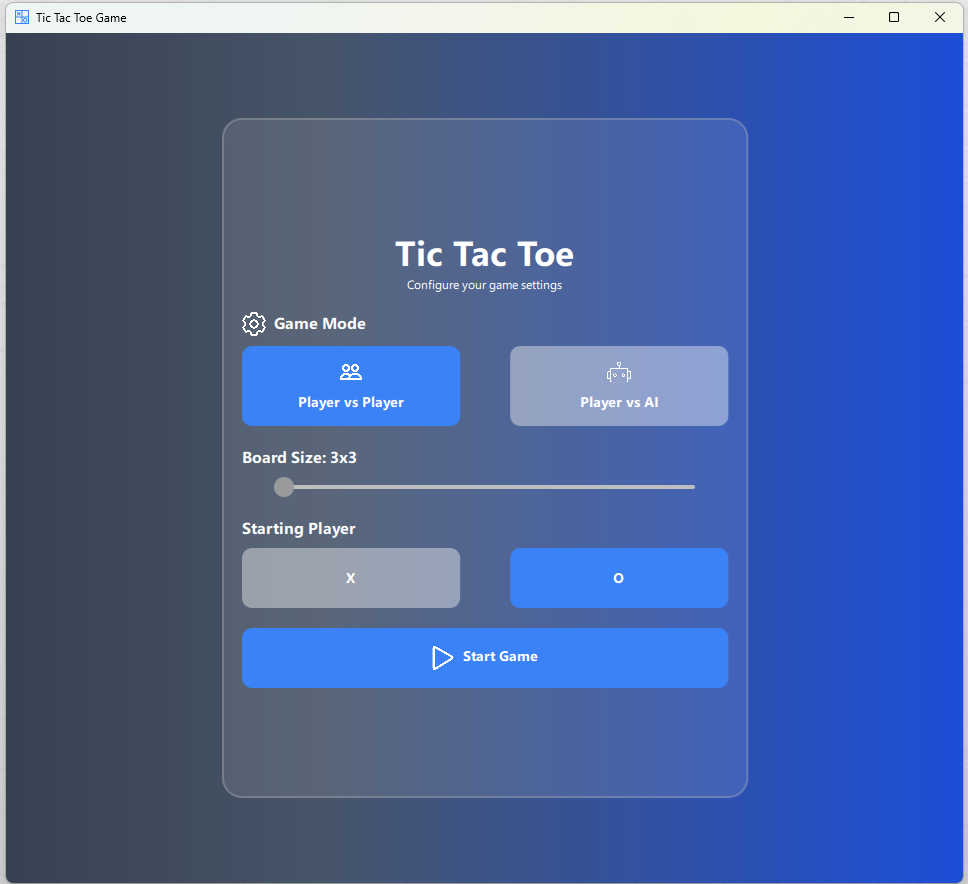 Tic Tac Toe Game
Tic Tac Toe
Configure your game settings
Game Mode
Player vs Player
Player vs AI
Board Size: 3x3
Starting Player
X
O
Start Game